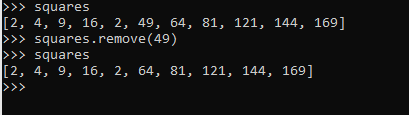 >>> squares
[2, 4, 9, 16, 2, 49, 64, 81, 121, 144, 169]
>>> squares.remove(49)
>>> squares
[2, 4, 9, 16, 2, 64, 81, 121, 144, 169]
>>>